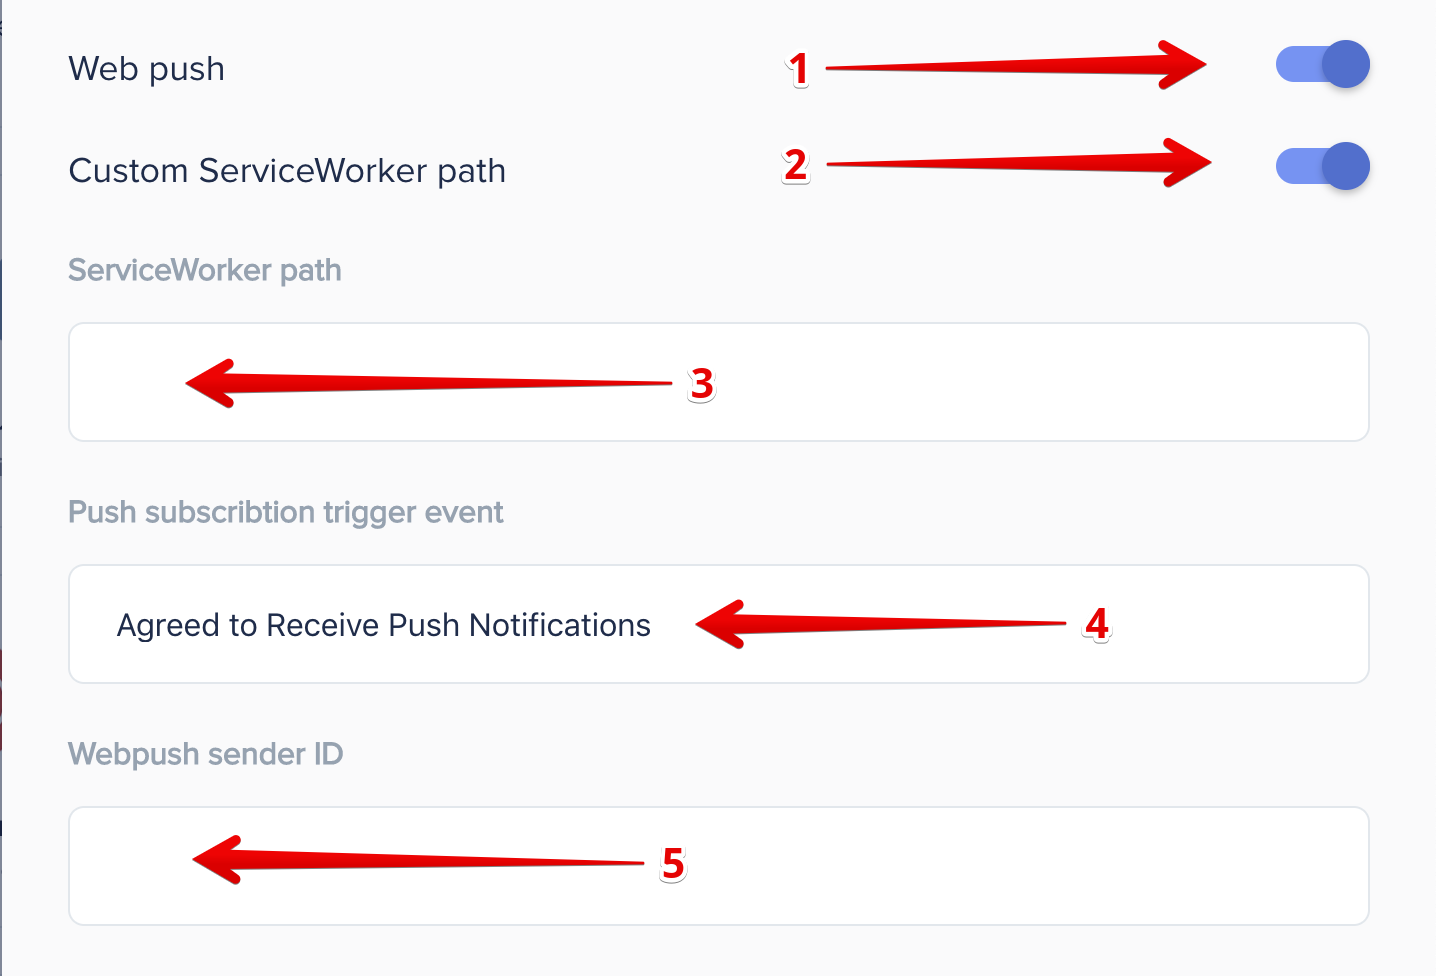 Web push 1
Custom ServiceWorker path 2
ServiceWorker path
3
Push subscribtion trigger event
Agreed to Receive Push Notifications 4
Webpush sender ID
5